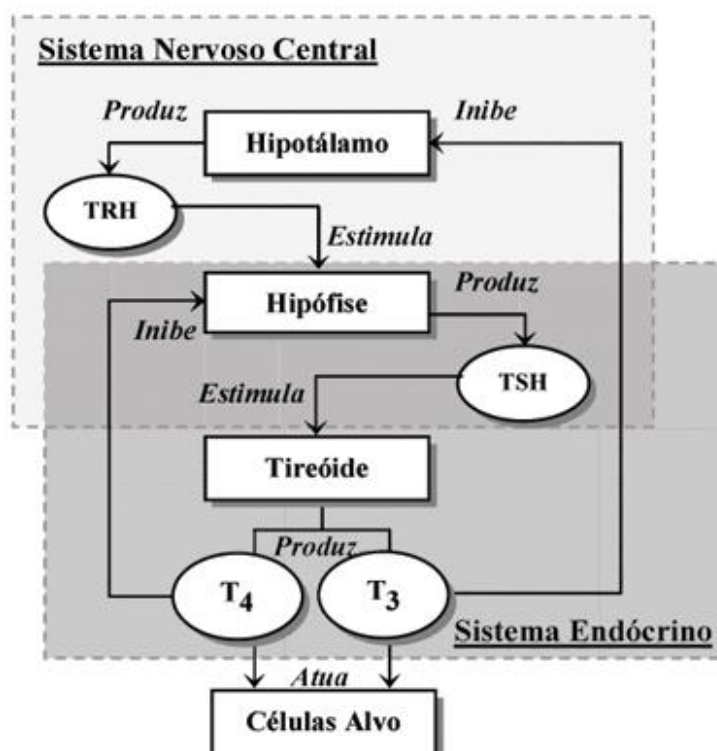 Sistema Nervoso Central
Produz
Inibe
Hipotálamo
TRH
Estimula
Hipófise
Produz
Inibe
TSH
Estimula
Tireóide
Produz
T4
T3
Sistema Endócrino
Atua
Células Alvo